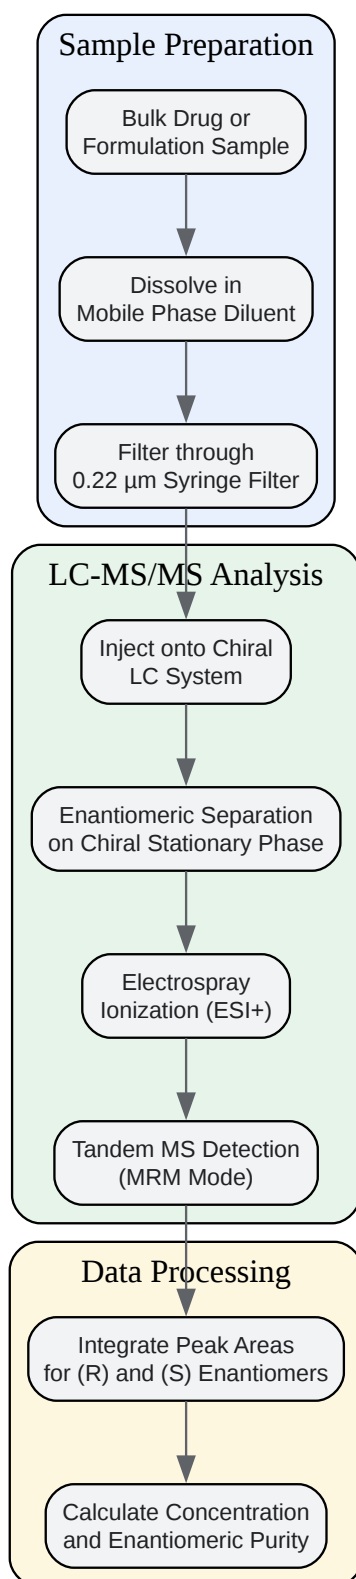 Sample Preparation
Bulk Drug or
Formulation Sample
Dissolve in
Mobile Phase Diluent
Filter through
0.22 µm Syringe Filter
LC-MS/MS Analysis
Inject onto Chiral
LC System
Enantiomeric Separation
on Chiral Stationary Phase
Electrospray
Ionization (ESI+)
Tandem MS Detection
(MRM Mode)
Data Processing
Integrate Peak Areas
for (R) and (S) Enantiomers
Calculate Concentration
and Enantiomeric Purity